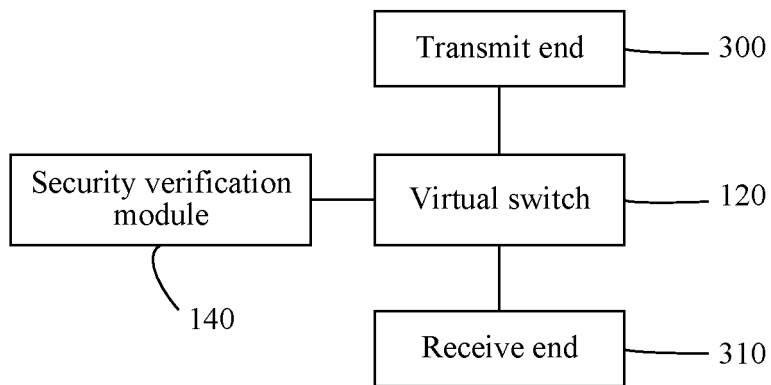 Transmit end
300
Security verification
module
Virtual switch
120
140
Receive end
310